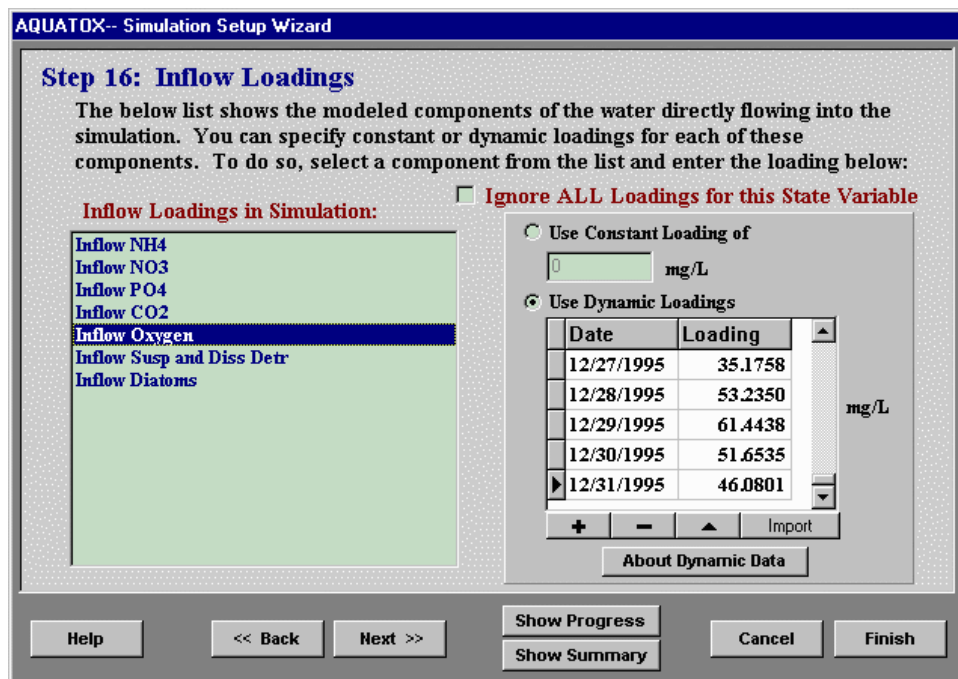 AQUATOX-- Simulation Setup Wizard
Step 16: Inflow Loadings
The below list shows the modeled components of the water directly flowing into the
simulation. You can specify constant or dynamic loadings for each of these
components. To do so, select a component from the list and enter the loading below:
Ignore ALL Loadings for this State Variable
Inflow Loadings in Simulation:
Inflow NH4
Inflow NO3
Inflow PO4
Inflow CO2
Inflow Oxygen
Inflow Susp and Diss Detr
Inflow Diatoms
Use Constant Loading of
0 mg/L
Use Dynamic Loadings
Date Loading
12/27/1995 35.1758
12/28/1995 53.2350
12/29/1995 61.4438
12/30/1995 51.6535
12/31/1995 46.0801
mg/L
+ − Import
About Dynamic Data
Help << Back Next >> Show Progress Show Summary Cancel Finish